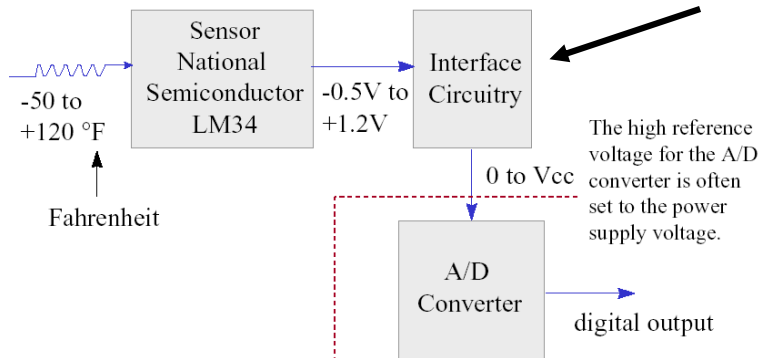 Sensor
National
Semiconductor
LM34
-50 to
+120 °F
Fahrenheit
-0.5V to
+1.2V
Interface
Circuitry
0 to Vcc
The high reference
voltage for the A/D
converter is often
set to the power
supply voltage.
A/D
Converter
digital output